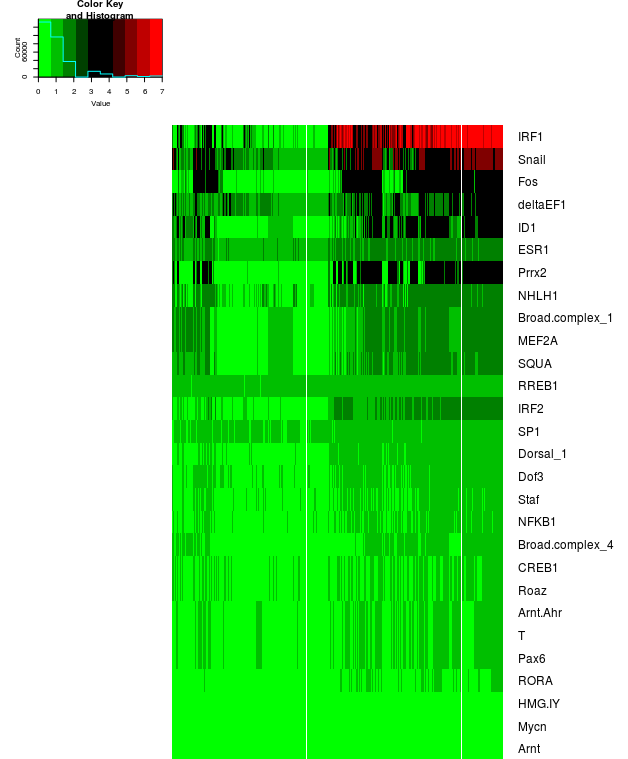 Color Key
and Histogram
Count
0
60000
0 1 2 3 4 5 6 7
Value
IRF1
Snail
Fos
deltaEF1
ID1
ESR1
Prrx2
NHLH1
Broad.complex_1
MEF2A
SQUA
RREB1
IRF2
SP1
Dorsal_1
Dof3
Staf
NFKB1
Broad.complex_4
CREB1
Roaz
Arnt.Ahr
T
Pax6
RORA
HMG.IY
Mycn
Arnt